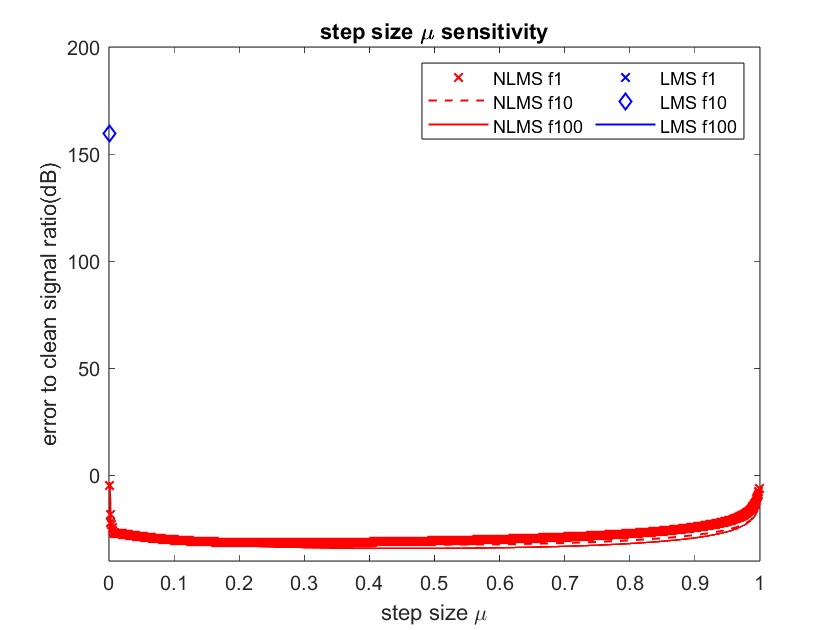 step size μ sensitivity
200
150
100
50
0
error to clean signal ratio(dB)
NLMS f1
NLMS f10
NLMS f100
LMS f1
LMS f10
LMS f100
0 0.1 0.2 0.3 0.4 0.5 0.6 0.7 0.8 0.9 1
step size μ